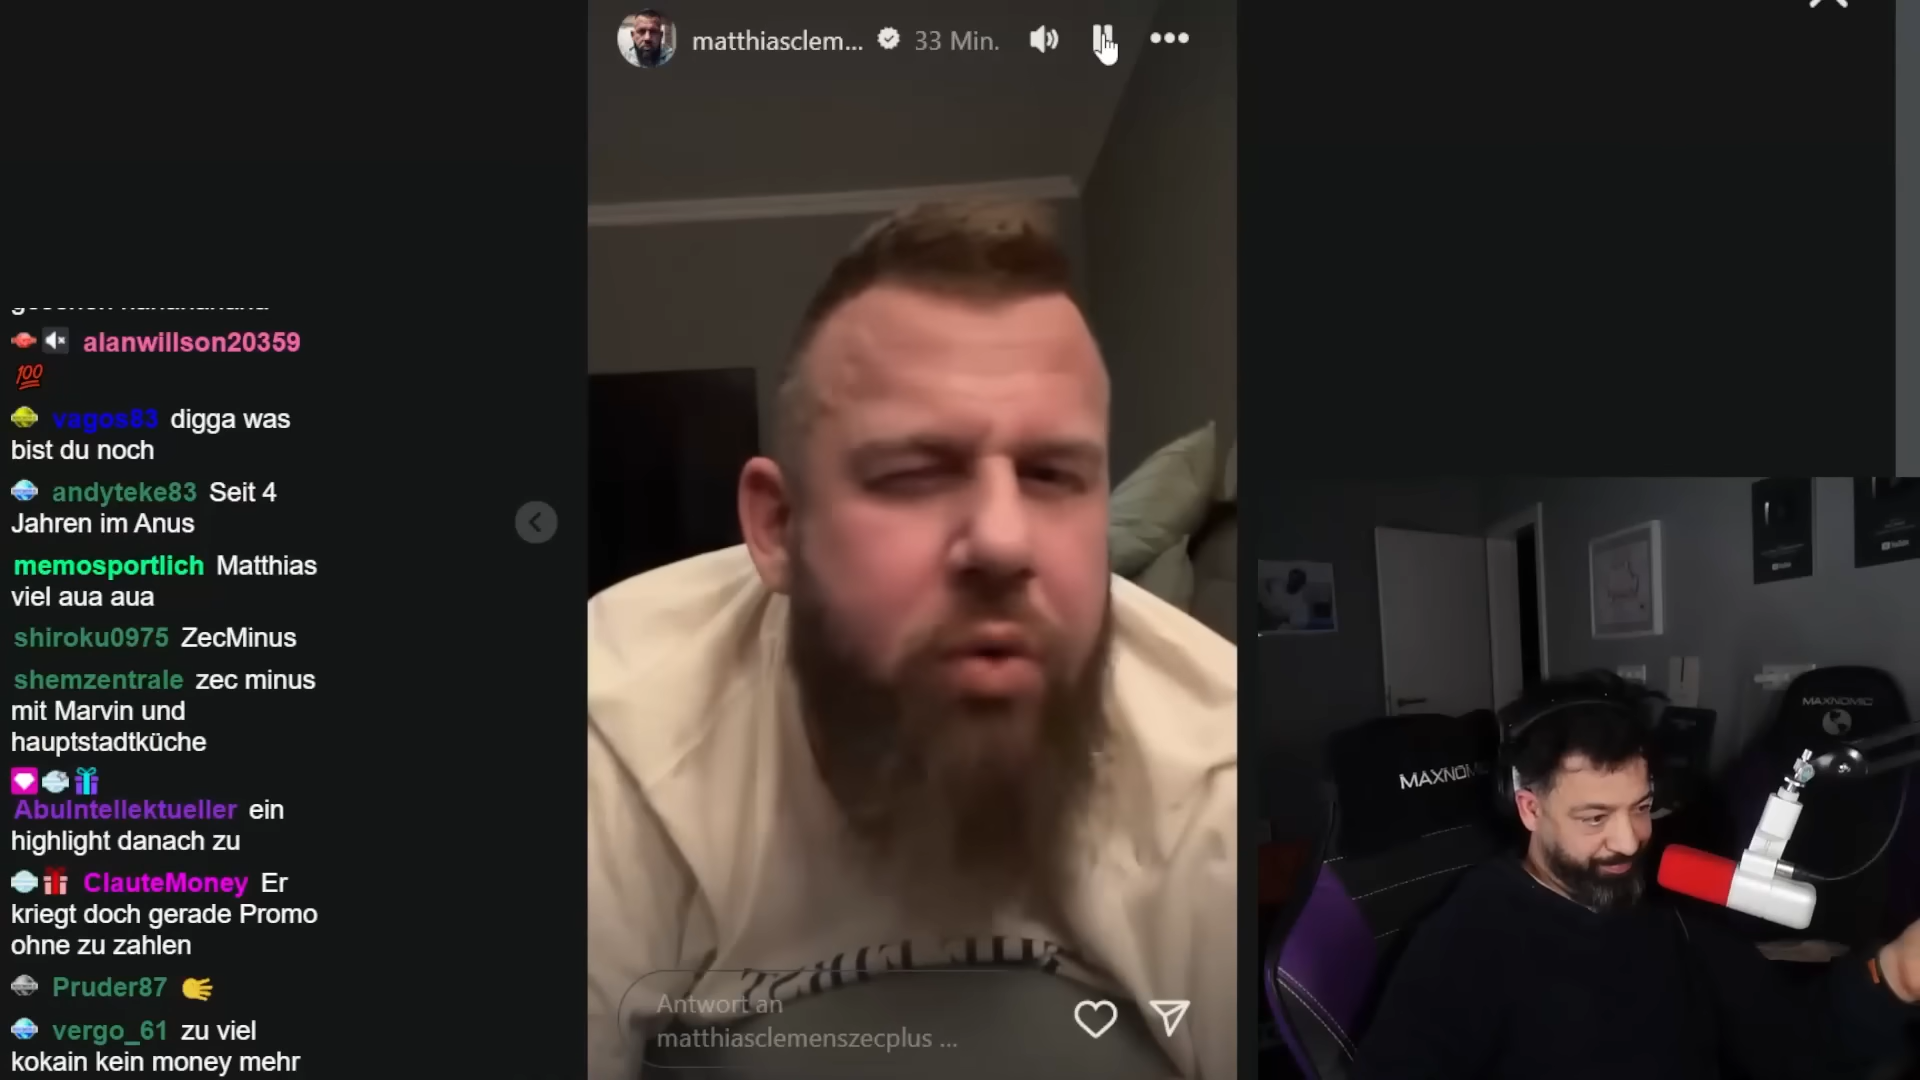 matthiasclem... 33 Min.
alanwillson20359
💯
vagos83 digga was
bist du noch
andyteke83 Seit 4
Jahren im Anus
memosportlich Matthias
viel aua aua
shiroku0975 ZecMinus
shemzentrale zec minus
mit Marvin und
hauptstadtküche
AbuIntellektueller ein
highlight danach zu
ClauteMoney Er
kriegt doch gerade Promo
ohne zu zahlen
Pruder87
vergo_61 zu viel
kokain kein money mehr
Antwort an
matthiasclemenszecplus ...
MAXNOMIC